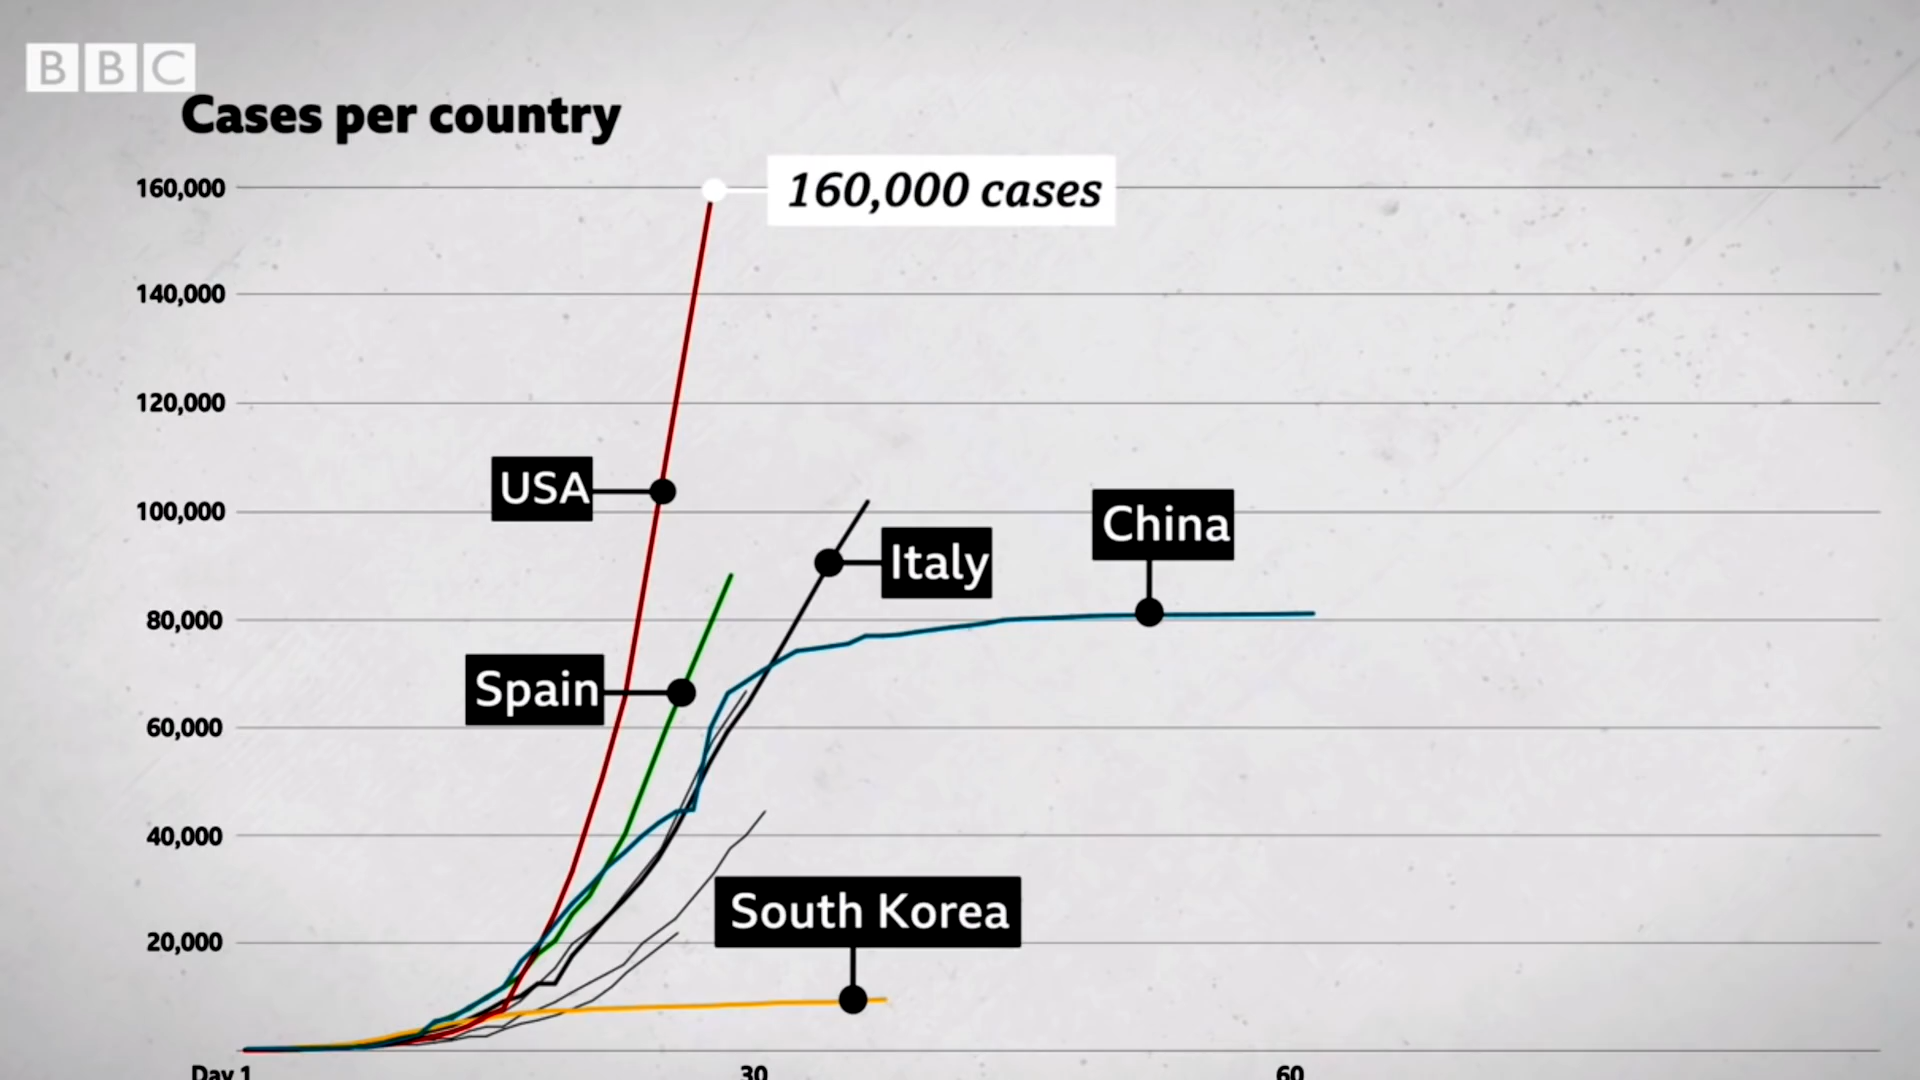 BBC
Cases per country
160,000
160,000 cases
140,000
120,000
USA
100,000
China
Italy
80,000
Spain
60,000
40,000
South Korea
20,000
Day 1
30
60